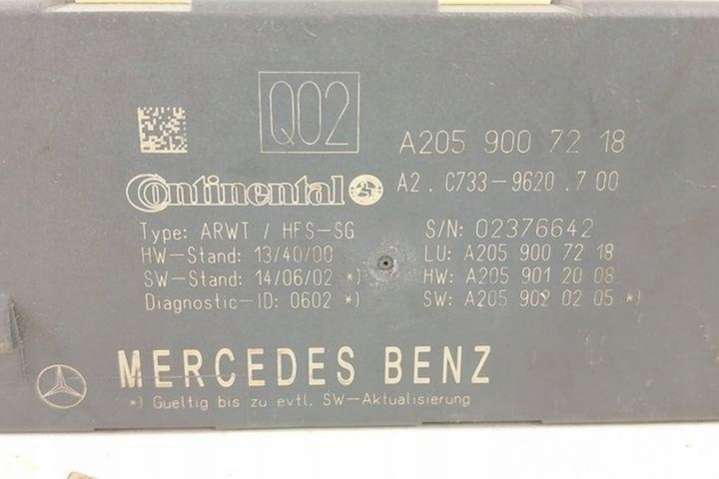 Q02
A205 900 72 18
Continental
A2.C733-9620.700
Type: ARWT / HFS-SG
S/N: 02376642
HW-Stand: 13/40/00
LU: A205 900 72 18
SW-Stand: 14/06/02 *)
HW: A205 901 20 08
Diagnostic-ID: 0602 *)
SW: A205 902 02 05 *)
MERCEDES BENZ
*) Gueltig bis zu evtl. SW-Aktualisierung